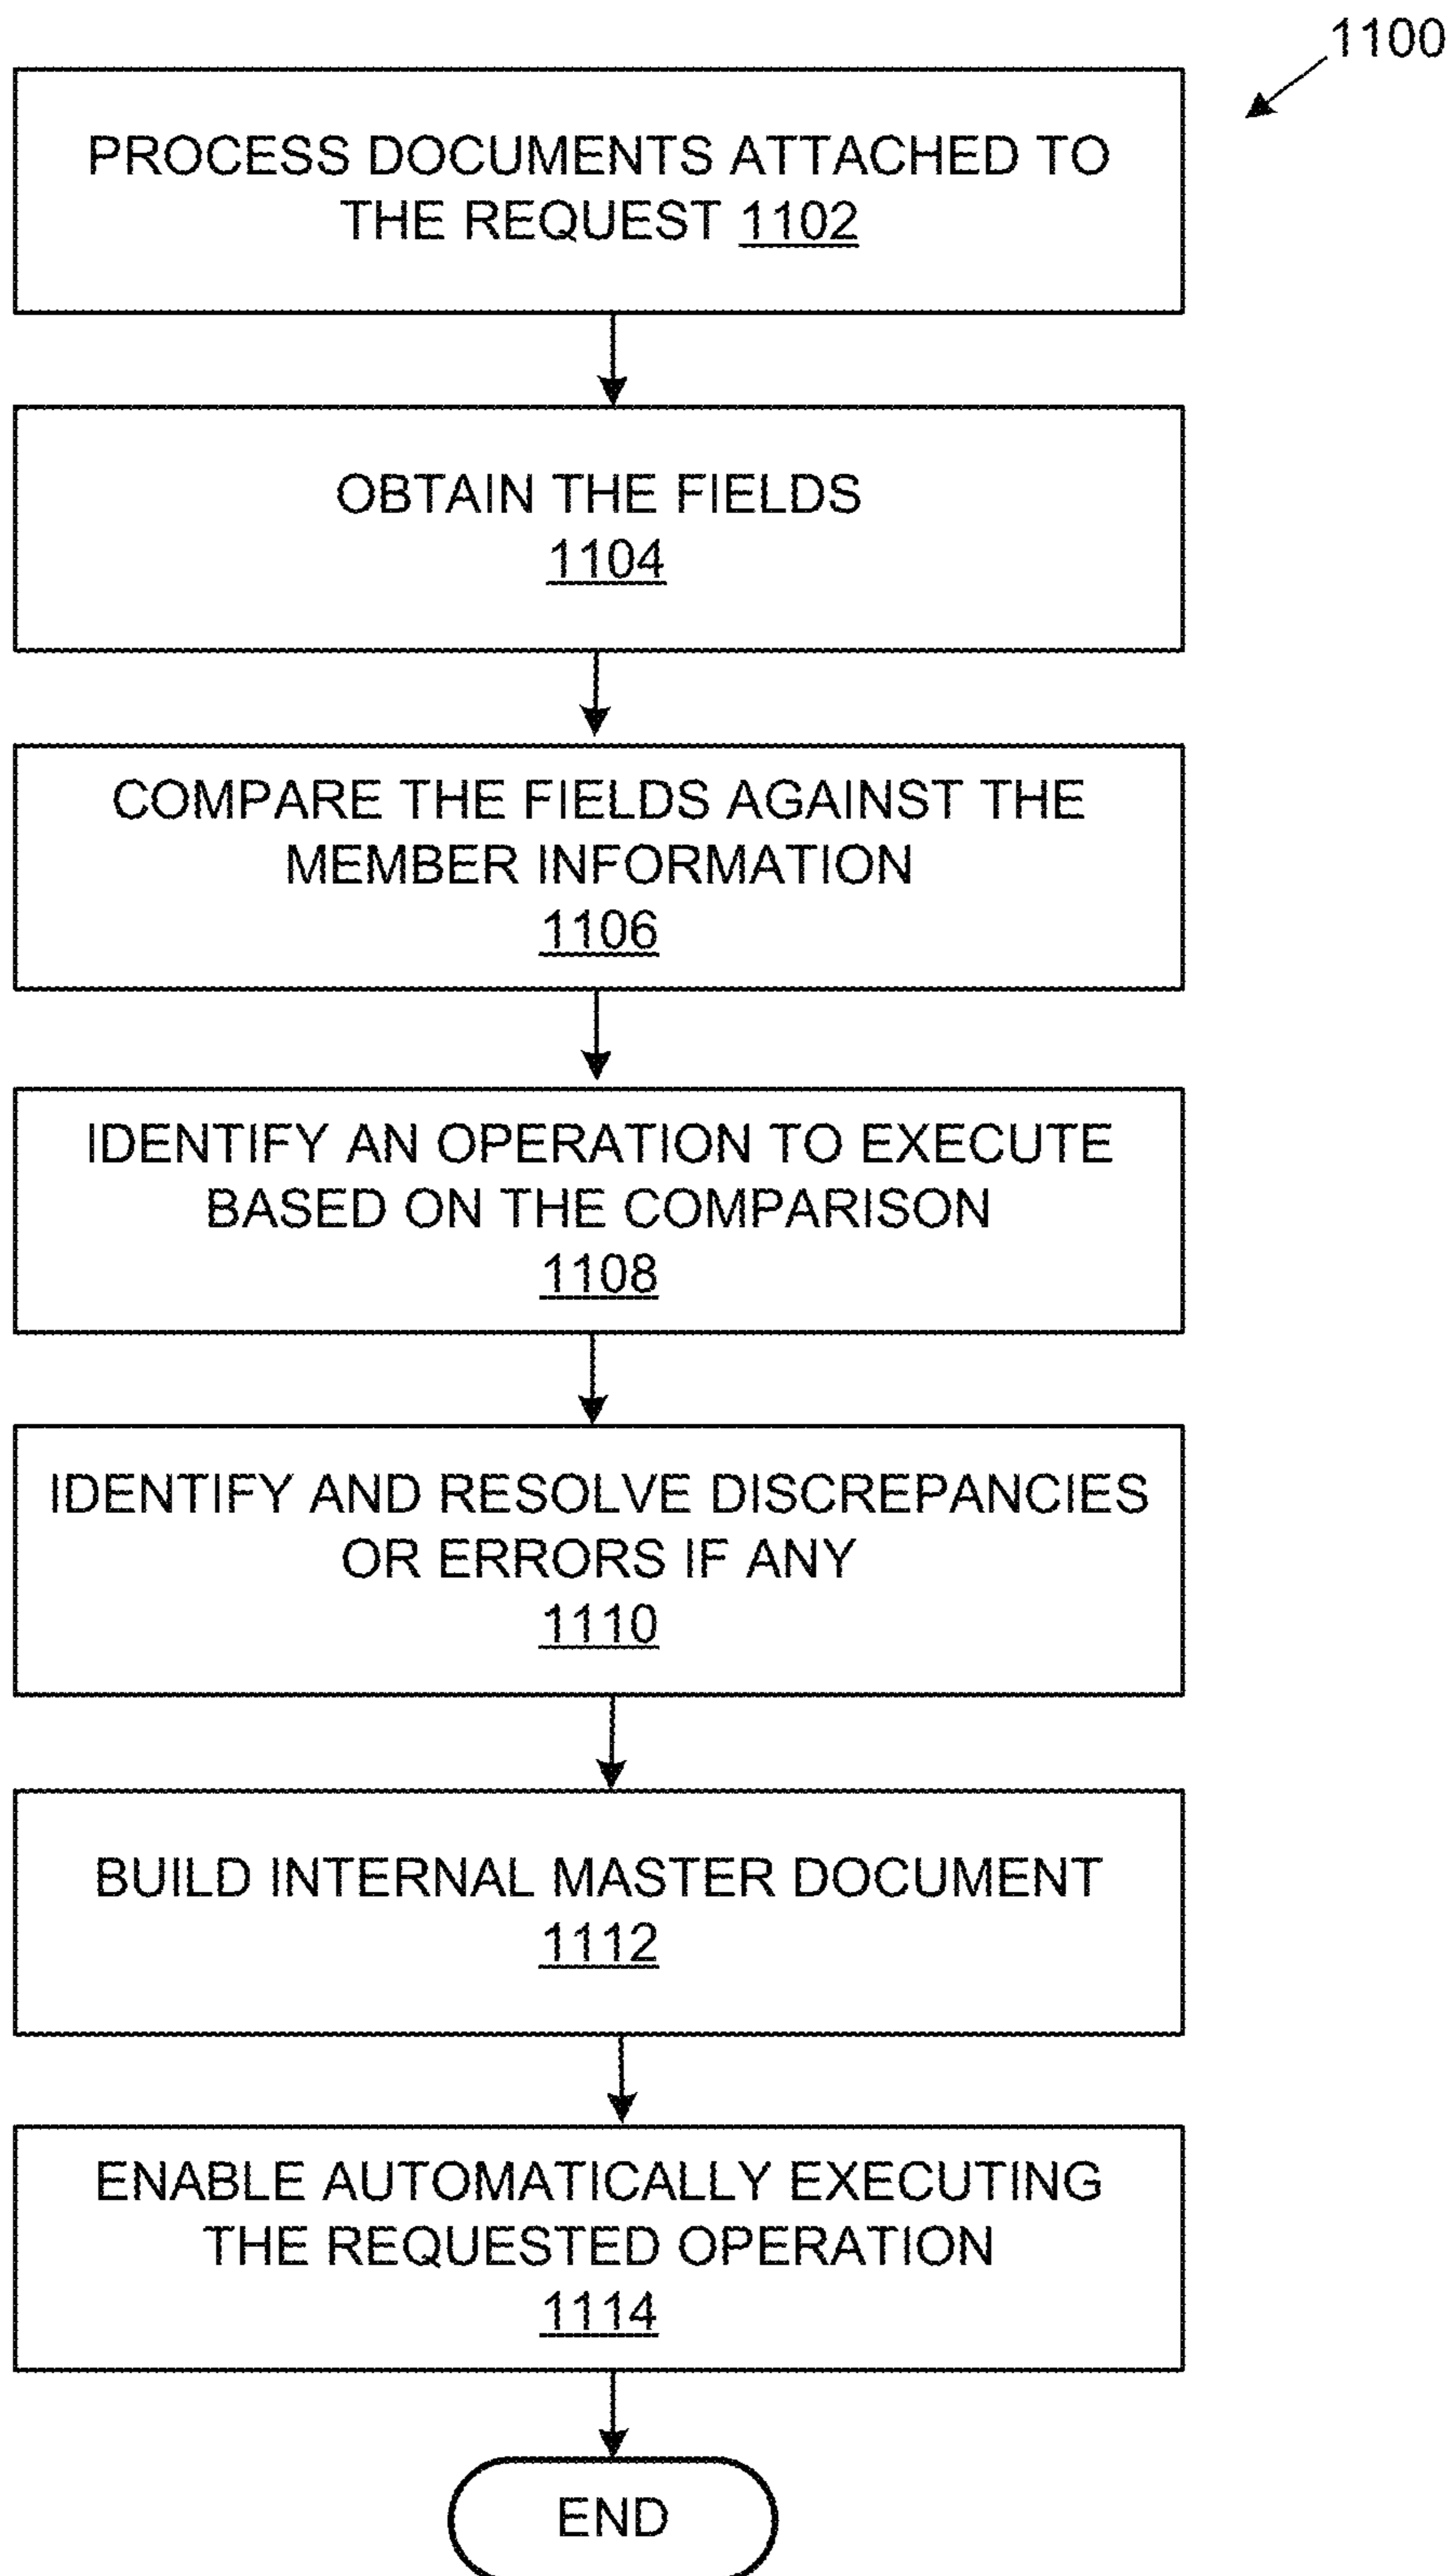 1100
PROCESS DOCUMENTS ATTACHED TO
THE REQUEST 1102
OBTAIN THE FIELDS
1104
COMPARE THE FIELDS AGAINST THE
MEMBER INFORMATION
1106
IDENTIFY AN OPERATION TO EXECUTE
BASED ON THE COMPARISON
1108
IDENTIFY AND RESOLVE DISCREPANCIES
OR ERRORS IF ANY
1110
BUILD INTERNAL MASTER DOCUMENT
1112
ENABLE AUTOMATICALLY EXECUTING
THE REQUESTED OPERATION
1114
END